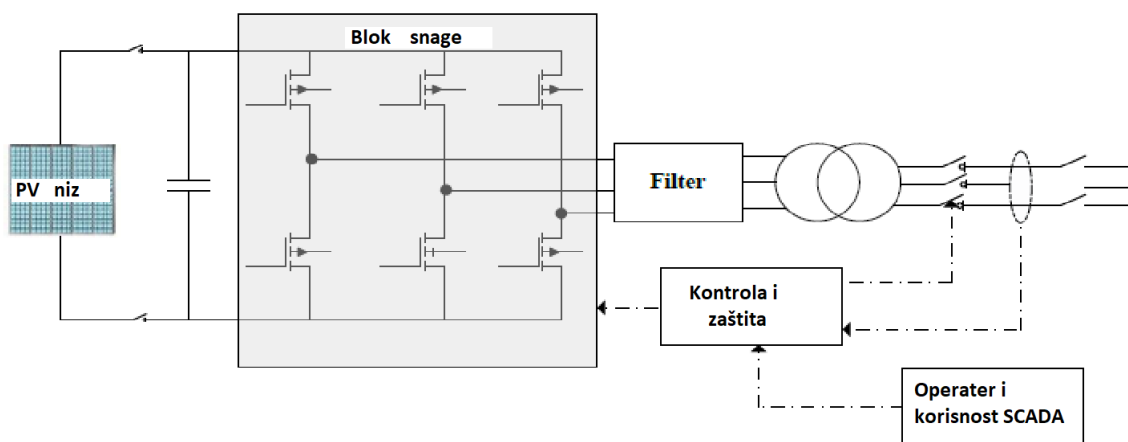 Blok snage
PV niz
Filter
Kontrola i
zaštita
Operater i
korisnost SCADA